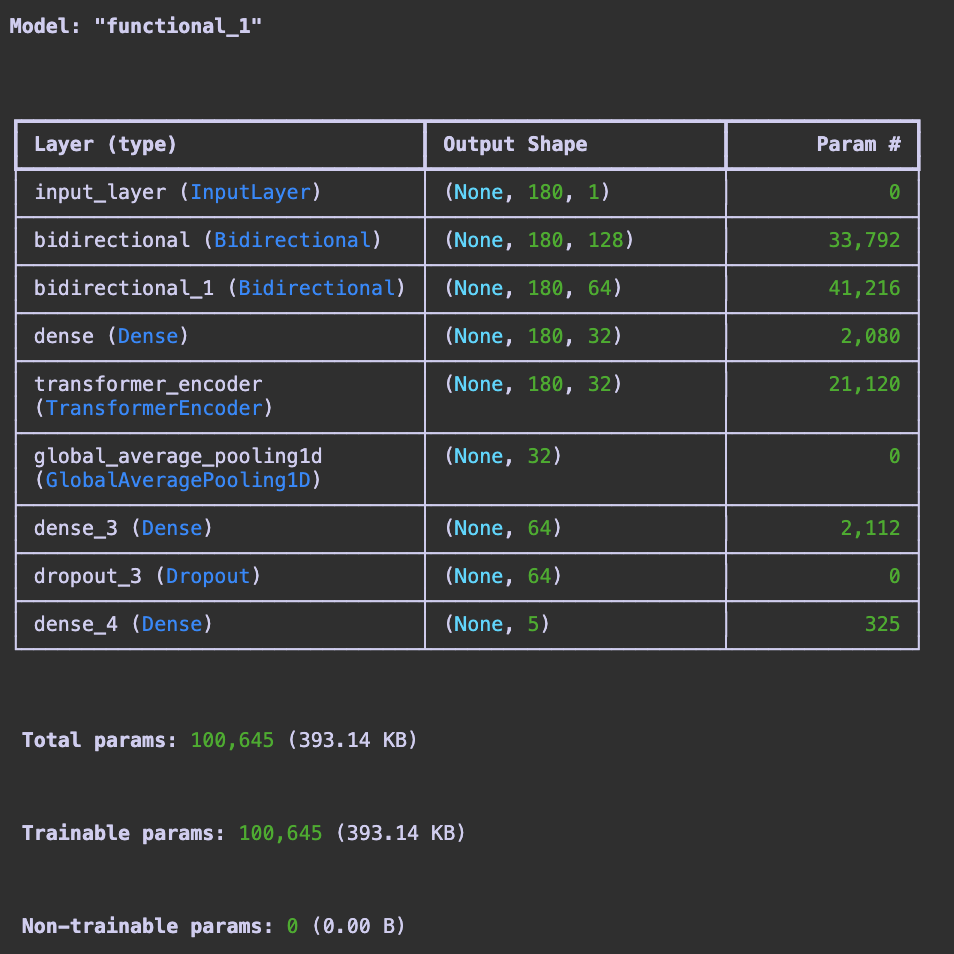 Model: "functional_1"
Layer (type) Output Shape Param #
input_layer (InputLayer) (None, 180, 1) 0
bidirectional (Bidirectional) (None, 180, 128) 33,792
bidirectional_1 (Bidirectional) (None, 180, 64) 41,216
dense (Dense) (None, 180, 32) 2,080
transformer_encoder (None, 180, 32) 21,120
(TransformerEncoder)
global_average_pooling1d (None, 32) 0
(GlobalAveragePooling1D)
dense_3 (Dense) (None, 64) 2,112
dropout_3 (Dropout) (None, 64) 0
dense_4 (Dense) (None, 5) 325
Total params: 100,645 (393.14 KB)
Trainable params: 100,645 (393.14 KB)
Non-trainable params: 0 (0.00 B)